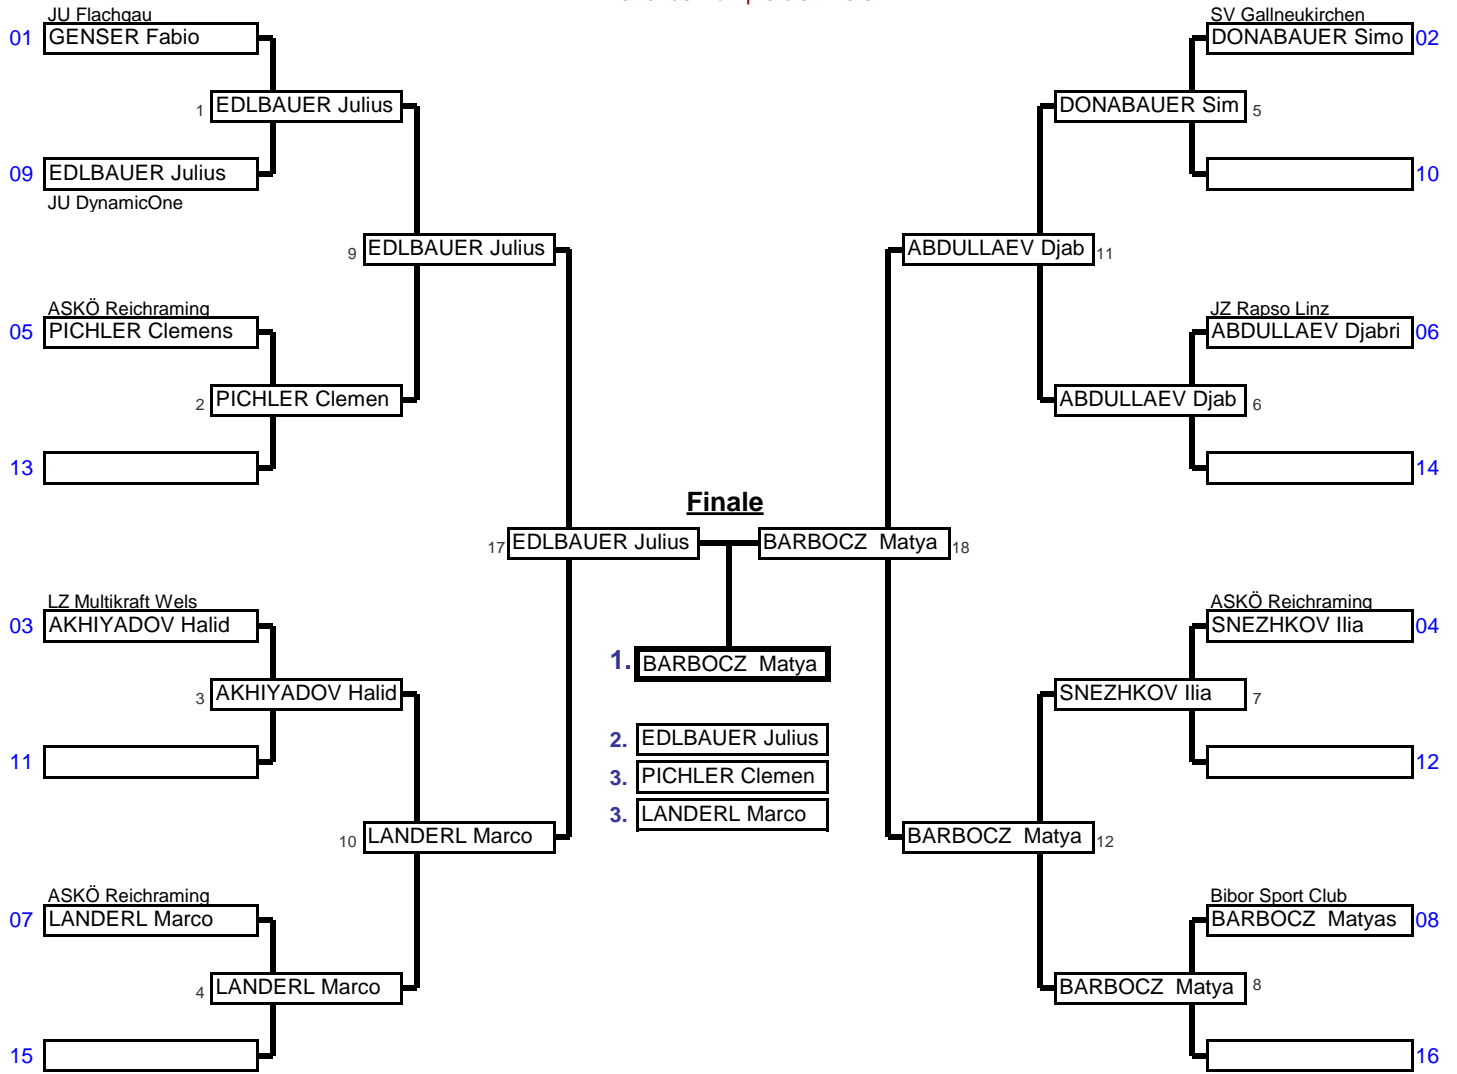 JU Flachgau
01 GENSER Fabio
1 EDLBAUER Julius
09 EDLBAUER Julius
JU DynamicOne
9 EDLBAUER Julius
ASKÖ Reichraming
05 PICHLER Clemens
2 PICHLER Clemen
13
17 EDLBAUER Julius
LZ Multikraft Wels
03 AKHIYADOV Halid
3 AKHIYADOV Halid
11
10 LANDERL Marco
ASKÖ Reichraming
07 LANDERL Marco
4 LANDERL Marco
15
Finale
1. BARBOCZ Matya
2. EDLBAUER Julius
3. PICHLER Clemen
3. LANDERL Marco
SV Gallneukirchen
DONABAUER Simo 02
DONABAUER Sim 5
10
ABDULLAEV Djab 11
JZ Rapso Linz
ABDULLAEV Djabri 06
ABDULLAEV Djab 6
14
BARBOCZ Matya 18
ASKÖ Reichraming
SNEZHKOV Ilia 04
SNEZHKOV Ilia 7
12
BARBOCZ Matya 12
Bibor Sport Club
BARBOCZ Matyas 08
BARBOCZ Matya 8
16